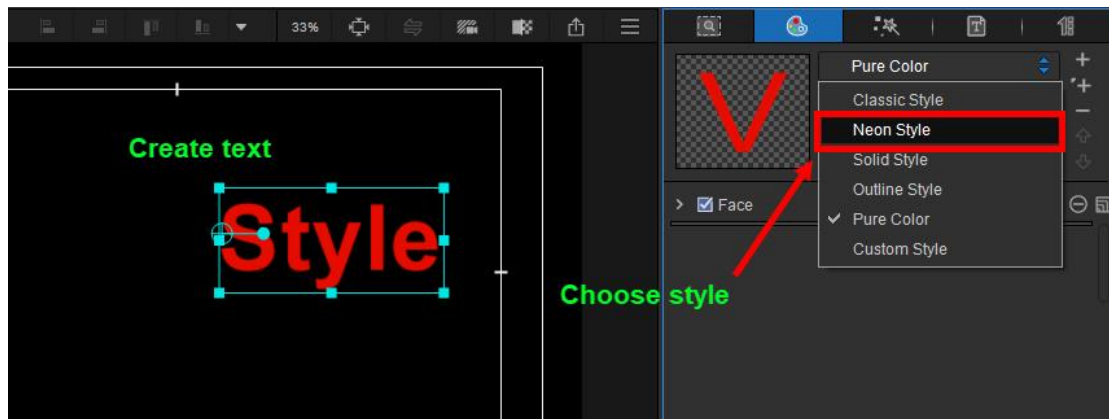 33%
Pure Color
Classic Style
Neon Style
Solid Style
Outline Style
Pure Color
Custom Style
V
Face
Create text
Style
Choose style